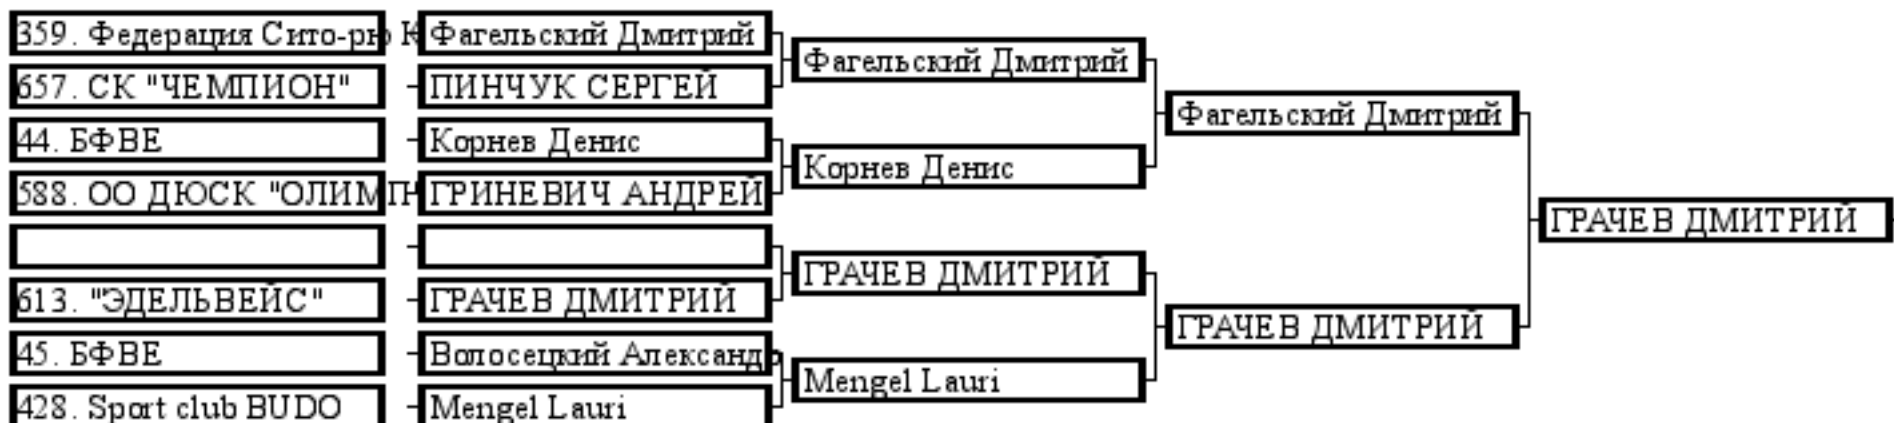 359. Федерация Сито-рю К
Фагельский Дмитрий
657. СК "ЧЕМПИОН"
ПИНЧУК СЕРГЕЙ
44. БФВЕ
Корнев Денис
588. ОО ДЮСК "ОЛИМП"
ГРИНЕВИЧ АНДРЕЙ
613. "ЭДЕЛЬВЕЙС"
ГРАЧЕВ ДМИТРИЙ
45. БФВЕ
Волосецкий Александр
428. Sport club BUDO
Mengel Lauri
Фагельский Дмитрий
Корнев Денис
ГРАЧЕВ ДМИТРИЙ
Mengel Lauri
Фагельский Дмитрий
ГРАЧЕВ ДМИТРИЙ
ГРАЧЕВ ДМИТРИЙ